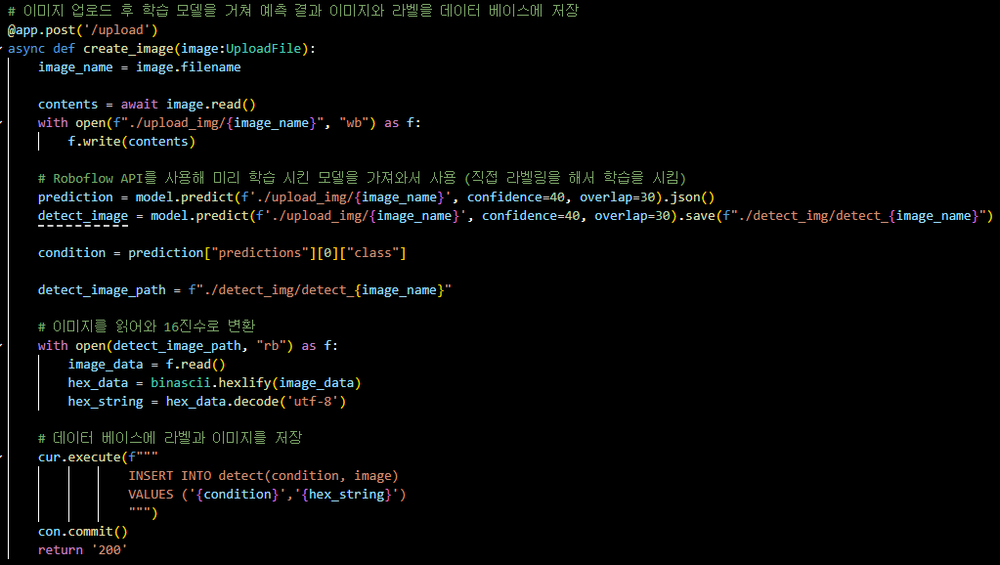 # 이미지 업로드 후 학습 모델을 거쳐 예측 결과 이미지와 라벨을 데이터 베이스에 저장
@app.post('/upload')
async def create_image(image:UploadFile):
    image_name = image.filename
    contents = await image.read()
    with open(f"./upload_img/{image_name}", "wb") as f:
        f.write(contents)
    # Roboflow API를 사용해 미리 학습 시킨 모델을 가져와서 사용 (직접 라벨링을 해서 학습을 시킴)
    prediction = model.predict(f'./upload_img/{image_name}', confidence=40, overlap=30).json()
    detect_image = model.predict(f'./upload_img/{image_name}', confidence=40, overlap=30).save(f"./detect_img/detect_{image_name}")
    condition = prediction["predictions"][0]["class"]
    detect_image_path = f"./detect_img/detect_{image_name}"
    # 이미지를 읽어와 16진수로 변환
    with open(detect_image_path, "rb") as f:
        image_data = f.read()
        hex_data = binascii.hexlify(image_data)
        hex_string = hex_data.decode('utf-8')
    # 데이터 베이스에 라벨과 이미지를 저장
    cur.execute(f"""
                INSERT INTO detect(condition, image)
                VALUES ('{condition}','{hex_string}')
                """)
    con.commit()
    return '200'